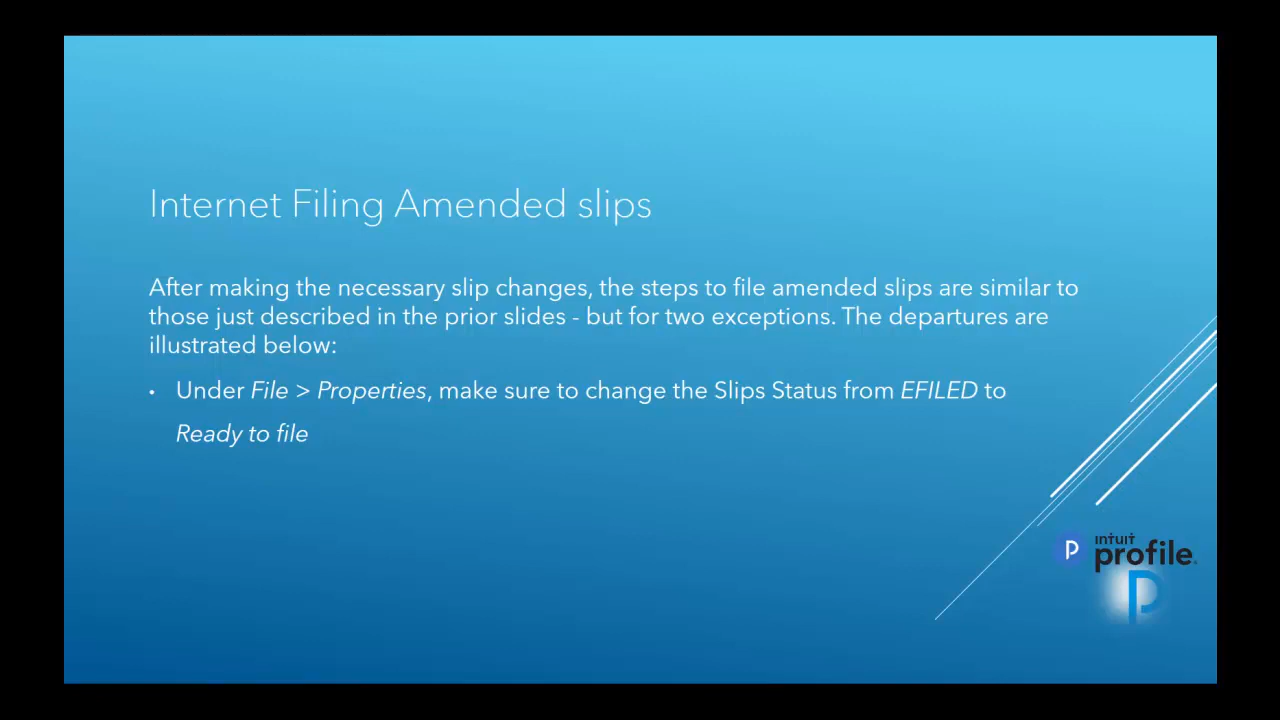 Internet Filing Amended slips
After making the necessary slip changes, the steps to file amended slips are similar to
those just described in the prior slides - but for two exceptions. The departures are
illustrated below:
• Under File > Properties, make sure to change the Slips Status from EFILED to
Ready to file
P
intuit
profile.
P